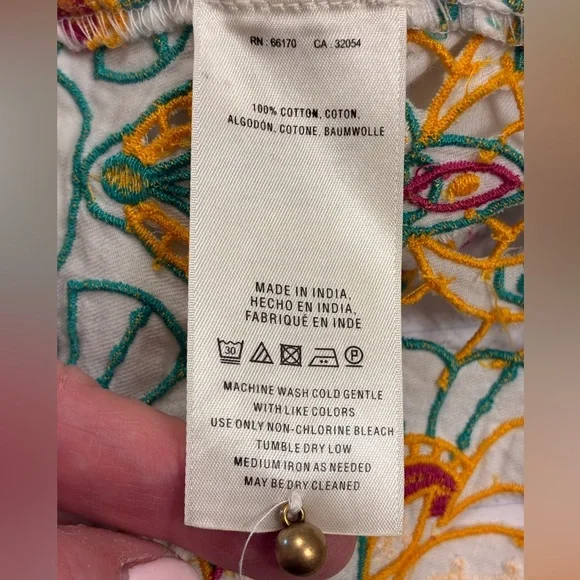 RN . 66170 CA . 32054
100% COTTON, COTON,
ALGODÓN, COTONE, BAUMWOLLE
MADE IN INDIA,
HECHO EN INDIA,
FABRIQUÉ EN INDE
30 P
MACHINE WASH COLD GENTLE
WITH LIKE COLORS
USE ONLY NON-CHLORINE BLEACH
TUMBLE DRY LOW
MEDIUM IRON AS NEEDED
MAY BE DRY CLEANED